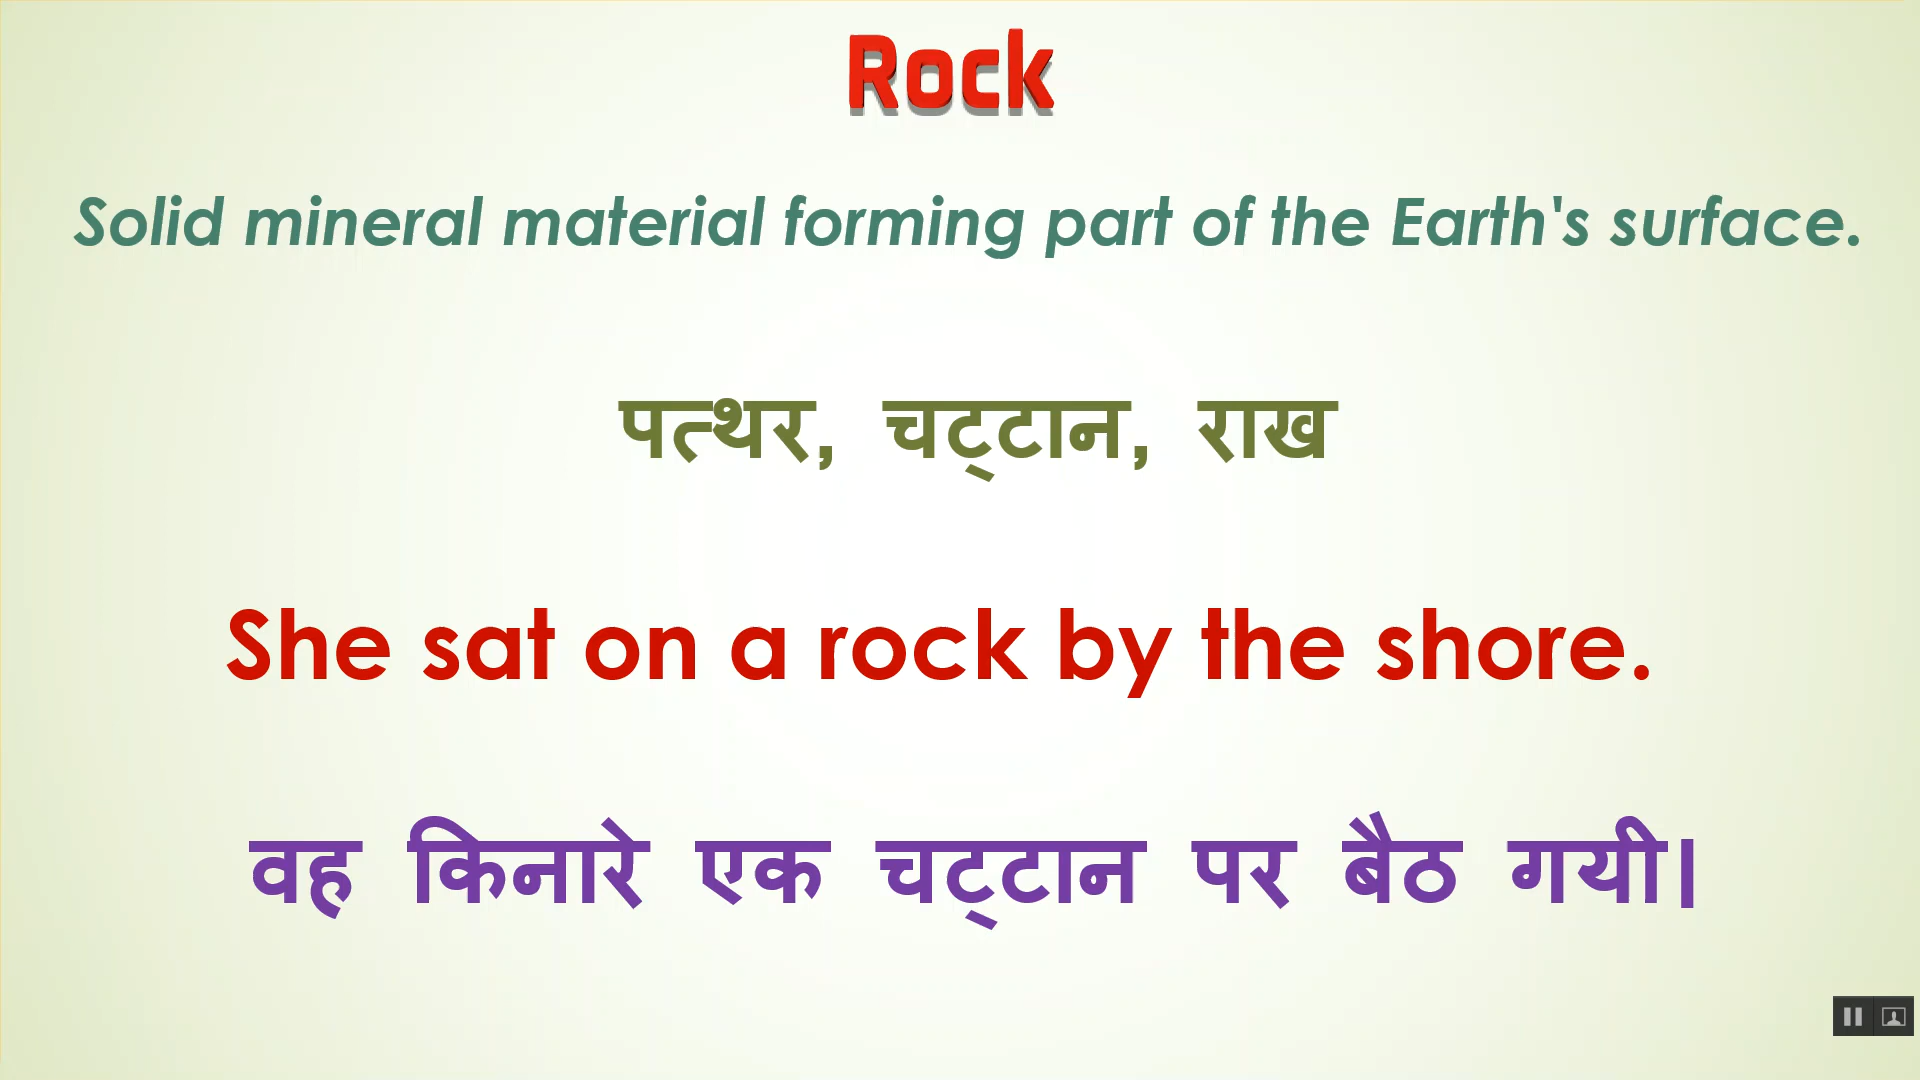 Rock
Solid mineral material forming part of the Earth's surface.
पत्थर, चट्टान, राख
She sat on a rock by the shore.
वह किनारे एक चट्टान पर बैठ गयी।